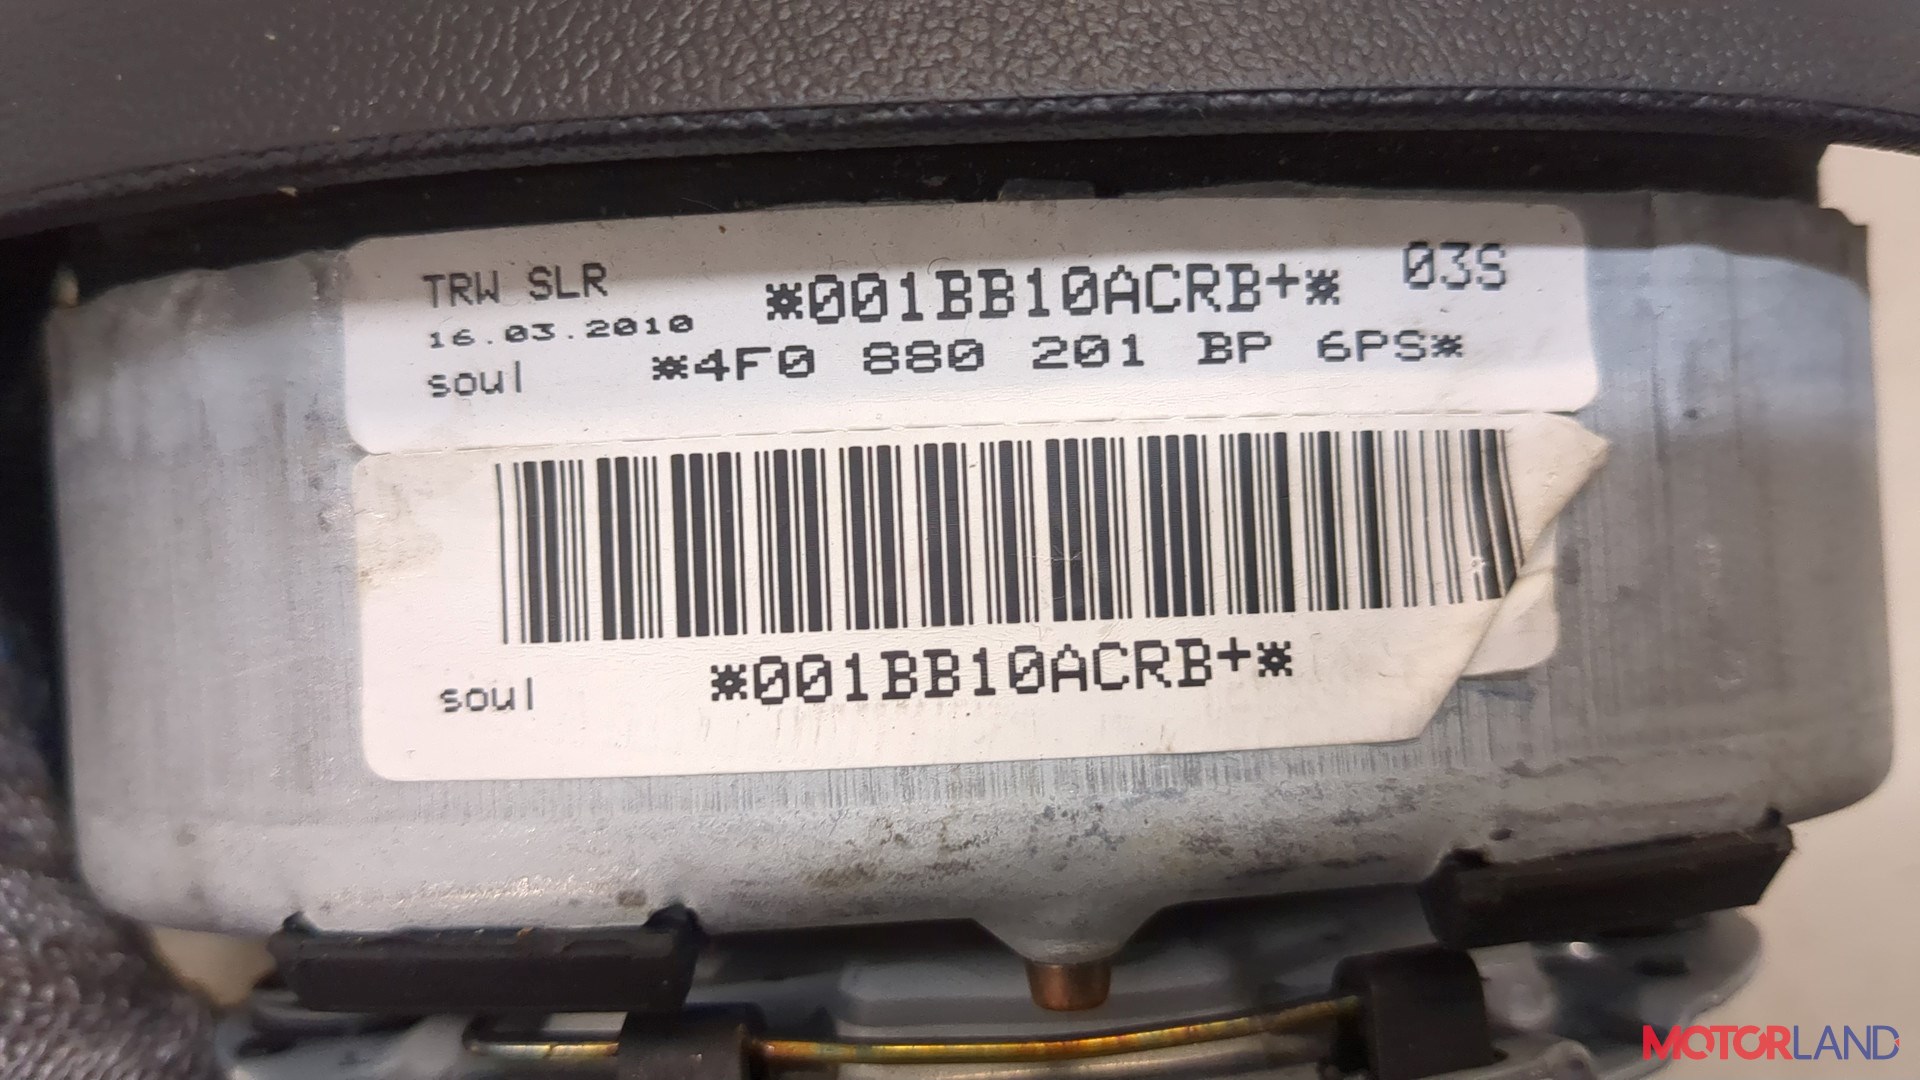 TRW SLR *001BB10ACRB+* 03S
16.03.2010
soul *4F0 880 201 BP 6PS*
soul *001BB10ACRB+*
MOTORLAND